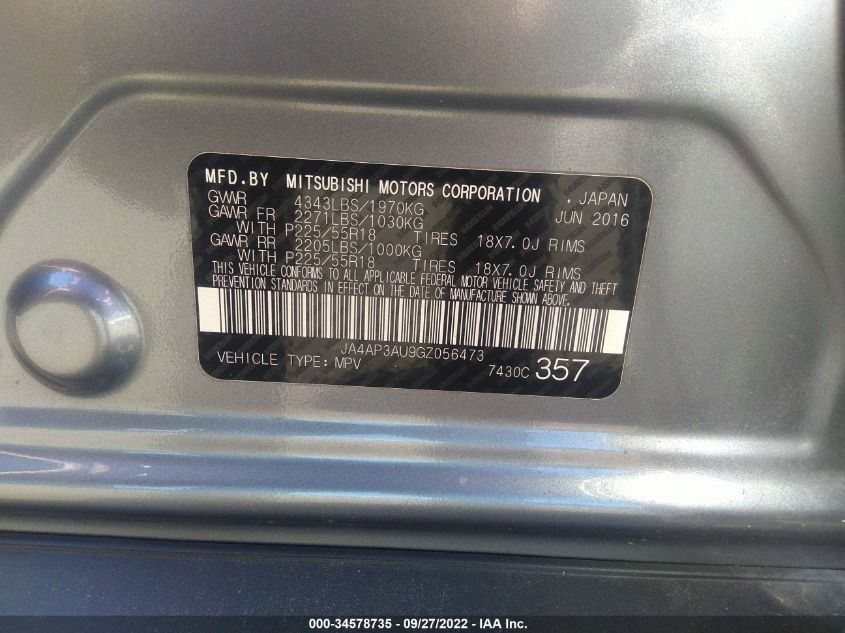 MFD.BY MITSUBISHI MOTORS CORPORATION , JAPAN
GVWR 4343LBS/1970KG JUN 2016
GAWR FR 2271LBS/1030KG
WITH P225/55R18 TIRES 18X7.0J RIMS
GAWR RR 2205LBS/1000KG
WITH P225/55R18 TIRES 18X7.0J RIMS
THIS VEHICLE CONFORMS TO ALL APPLICABLE FEDERAL MOTOR VEHICLE SAFETY AND THEFT
PREVENTION STANDARDS IN EFFECT ON THE DATE OF MANUFACTURE SHOWN ABOVE.
JA4AP3AU9GZ056473
VEHICLE TYPE: MPV 7430C 357
000-34578735 - 09/27/2022 - IAA Inc.